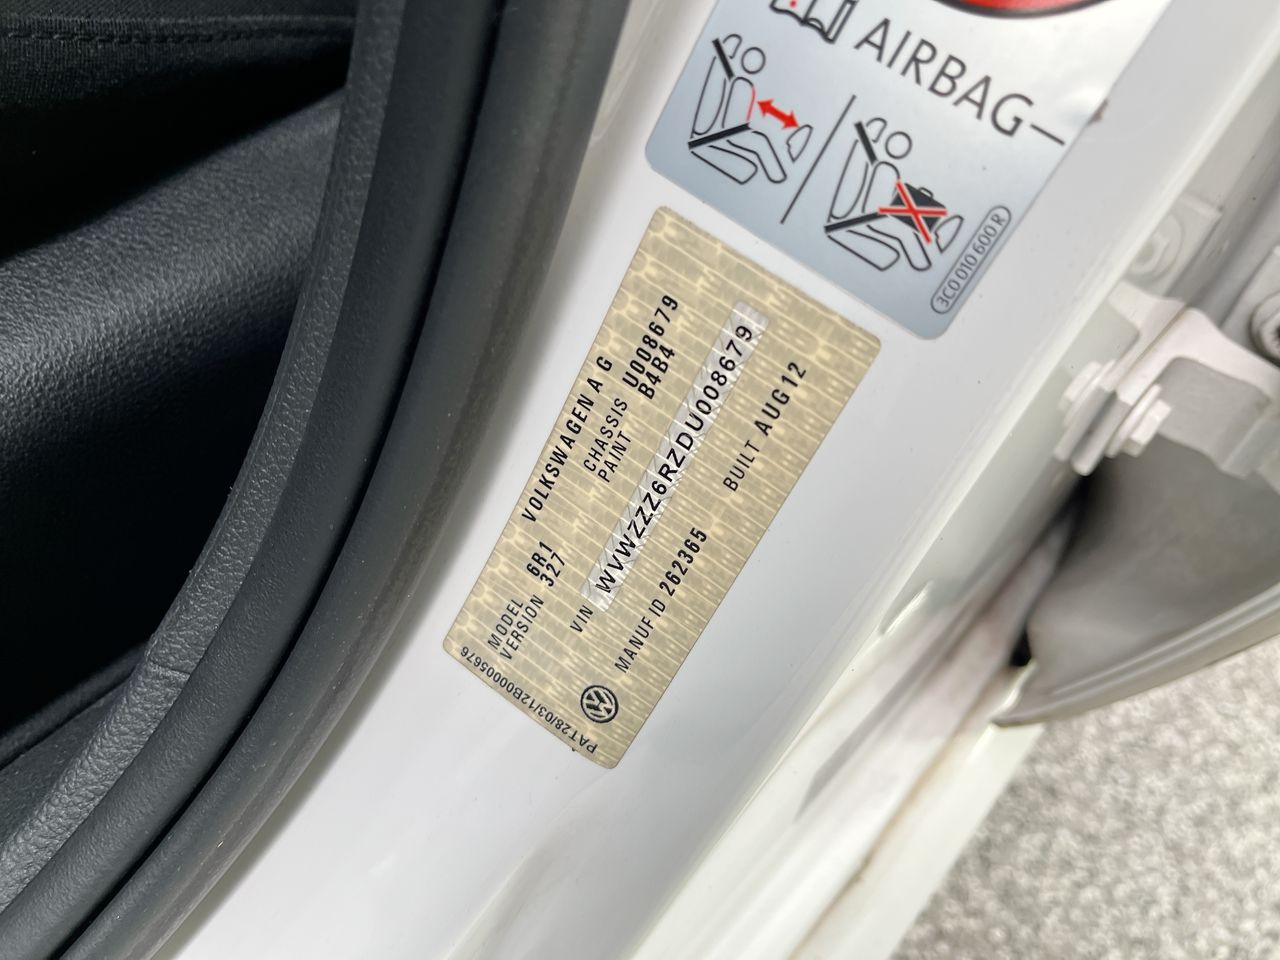 AIRBAG
3C0 010 600 R
MODEL 6R1 VOLKSWAGEN A G
VERSION 327 CHASSIS U008679
PAINT B4B4
VIN WVWZZZ6RZDU008679
MANUF ID 262365 BUILT AUG12
PAT28/03/12B00005676